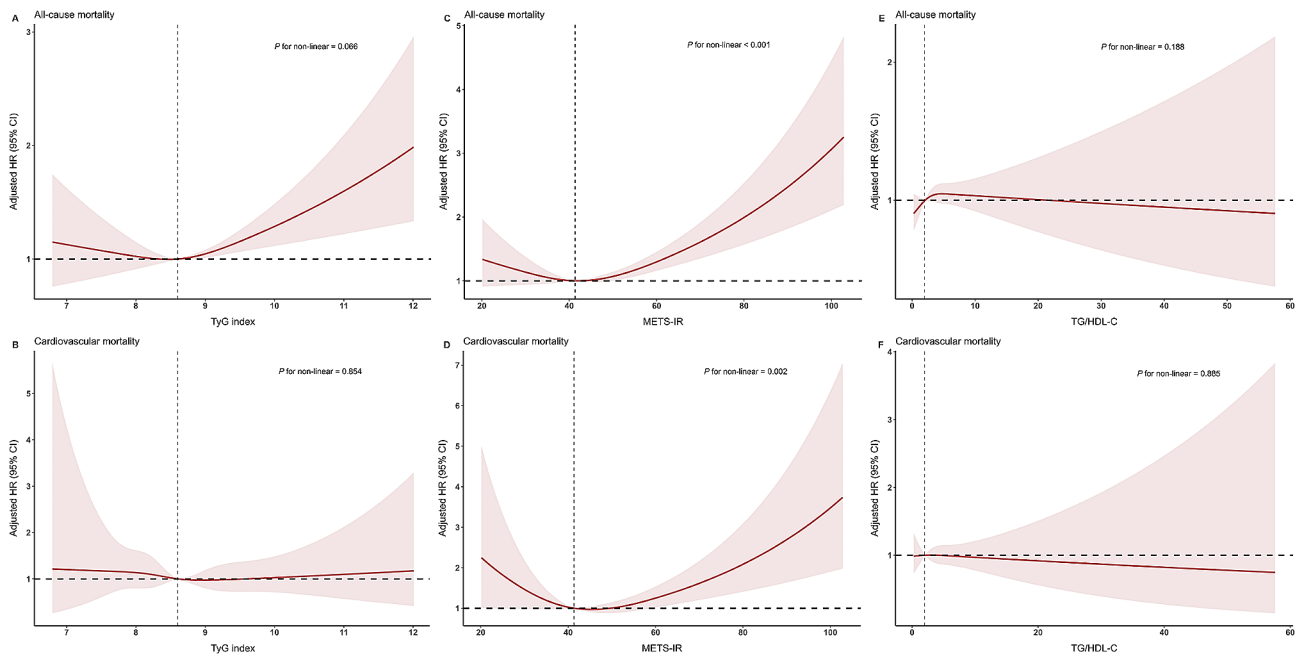 A
All-cause mortality
P for non-linear = 0.066
Adjusted HR (95% CI)
3
2
1
7 8 9 10 11 12
TyG index
C
All-cause mortality
P for non-linear < 0.001
Adjusted HR (95% CI)
5
4
3
2
1
20 40 60 80 100
METS-IR
E
All-cause mortality
P for non-linear = 0.188
Adjusted HR (95% CI)
2
1
0 10 20 30 40 50 60
TG/HDL-C
B
Cardiovascular mortality
P for non-linear = 0.854
Adjusted HR (95% CI)
5
4
3
2
1
7 8 9 10 11 12
TyG index
D
Cardiovascular mortality
P for non-linear = 0.002
Adjusted HR (95% CI)
7
6
5
4
3
2
1
20 40 60 80 100
METS-IR
F
Cardiovascular mortality
P for non-linear = 0.885
Adjusted HR (95% CI)
4
3
2
1
0 20 40 60
TG/HDL-C